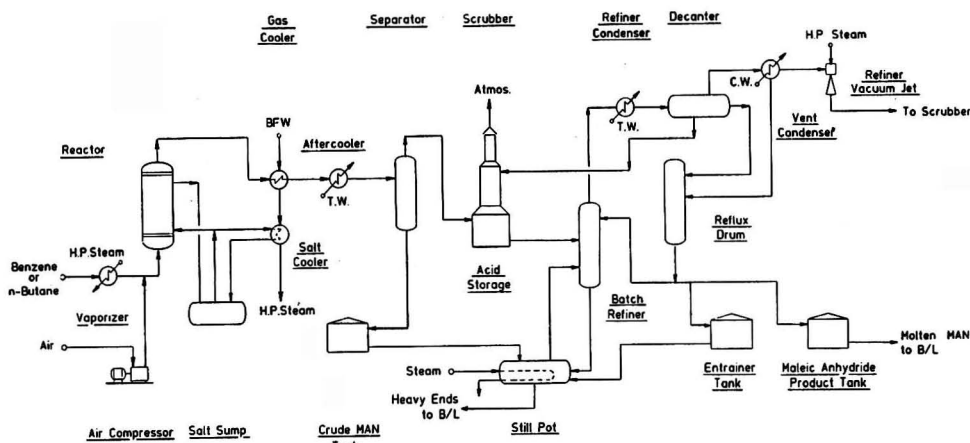 Gas
Cooler
Separator
Scrubber
Refiner
Condenser
Decanter
H.P Steam
C.W.
Refiner
Vacuum Jet
To Scrubber
Vent
Condenser
Atmos.
BFW
Aftercooler
T.W.
T.W.
Reactor
H.P.Steam
Benzene
or
n-Butane
Vaporizer
Air
Salt
Cooler
H.P.Steam
Acid
Storage
Reflux
Drum
Batch
Refiner
Steam
Heavy Ends
to B/L
Still Pot
Entrainer
Tank
Maleic Anhydride
Product Tank
Molten MAN
to B/L
Air Compressor
Salt Sump
Crude MAN